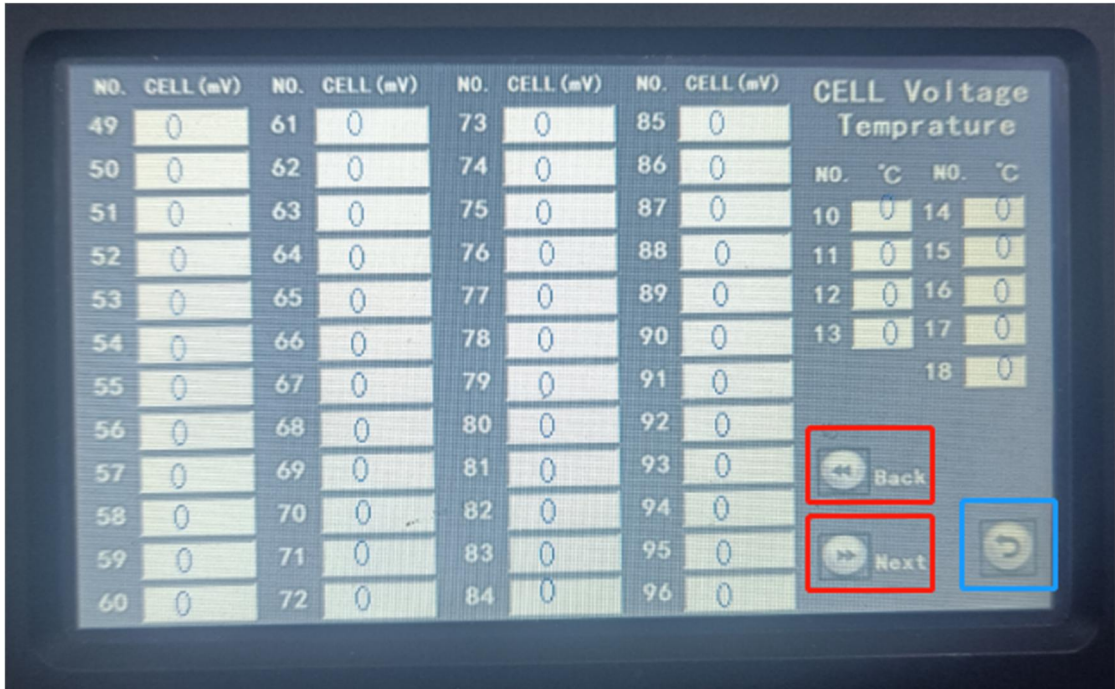 NO. CELL(mV) NO. CELL(mV) NO. CELL(mV) NO. CELL(mV) CELL Voltage
Temprature
49 0 61 0 73 0 85 0
50 0 62 0 74 0 86 0 NO. ℃ NO. ℃
51 0 63 0 75 0 87 0 10 0 14 0
52 0 64 0 76 0 88 0 11 0 15 0
53 0 65 0 77 0 89 0 12 0 16 0
54 0 66 0 78 0 90 0 13 0 17 0
55 0 67 0 79 0 91 0 18 0
56 0 68 0 80 0 92 0
57 0 69 0 81 0 93 0 Back
58 0 70 0 82 0 94 0
59 0 71 0 83 0 95 0 Next
60 0 72 0 84 0 96 0